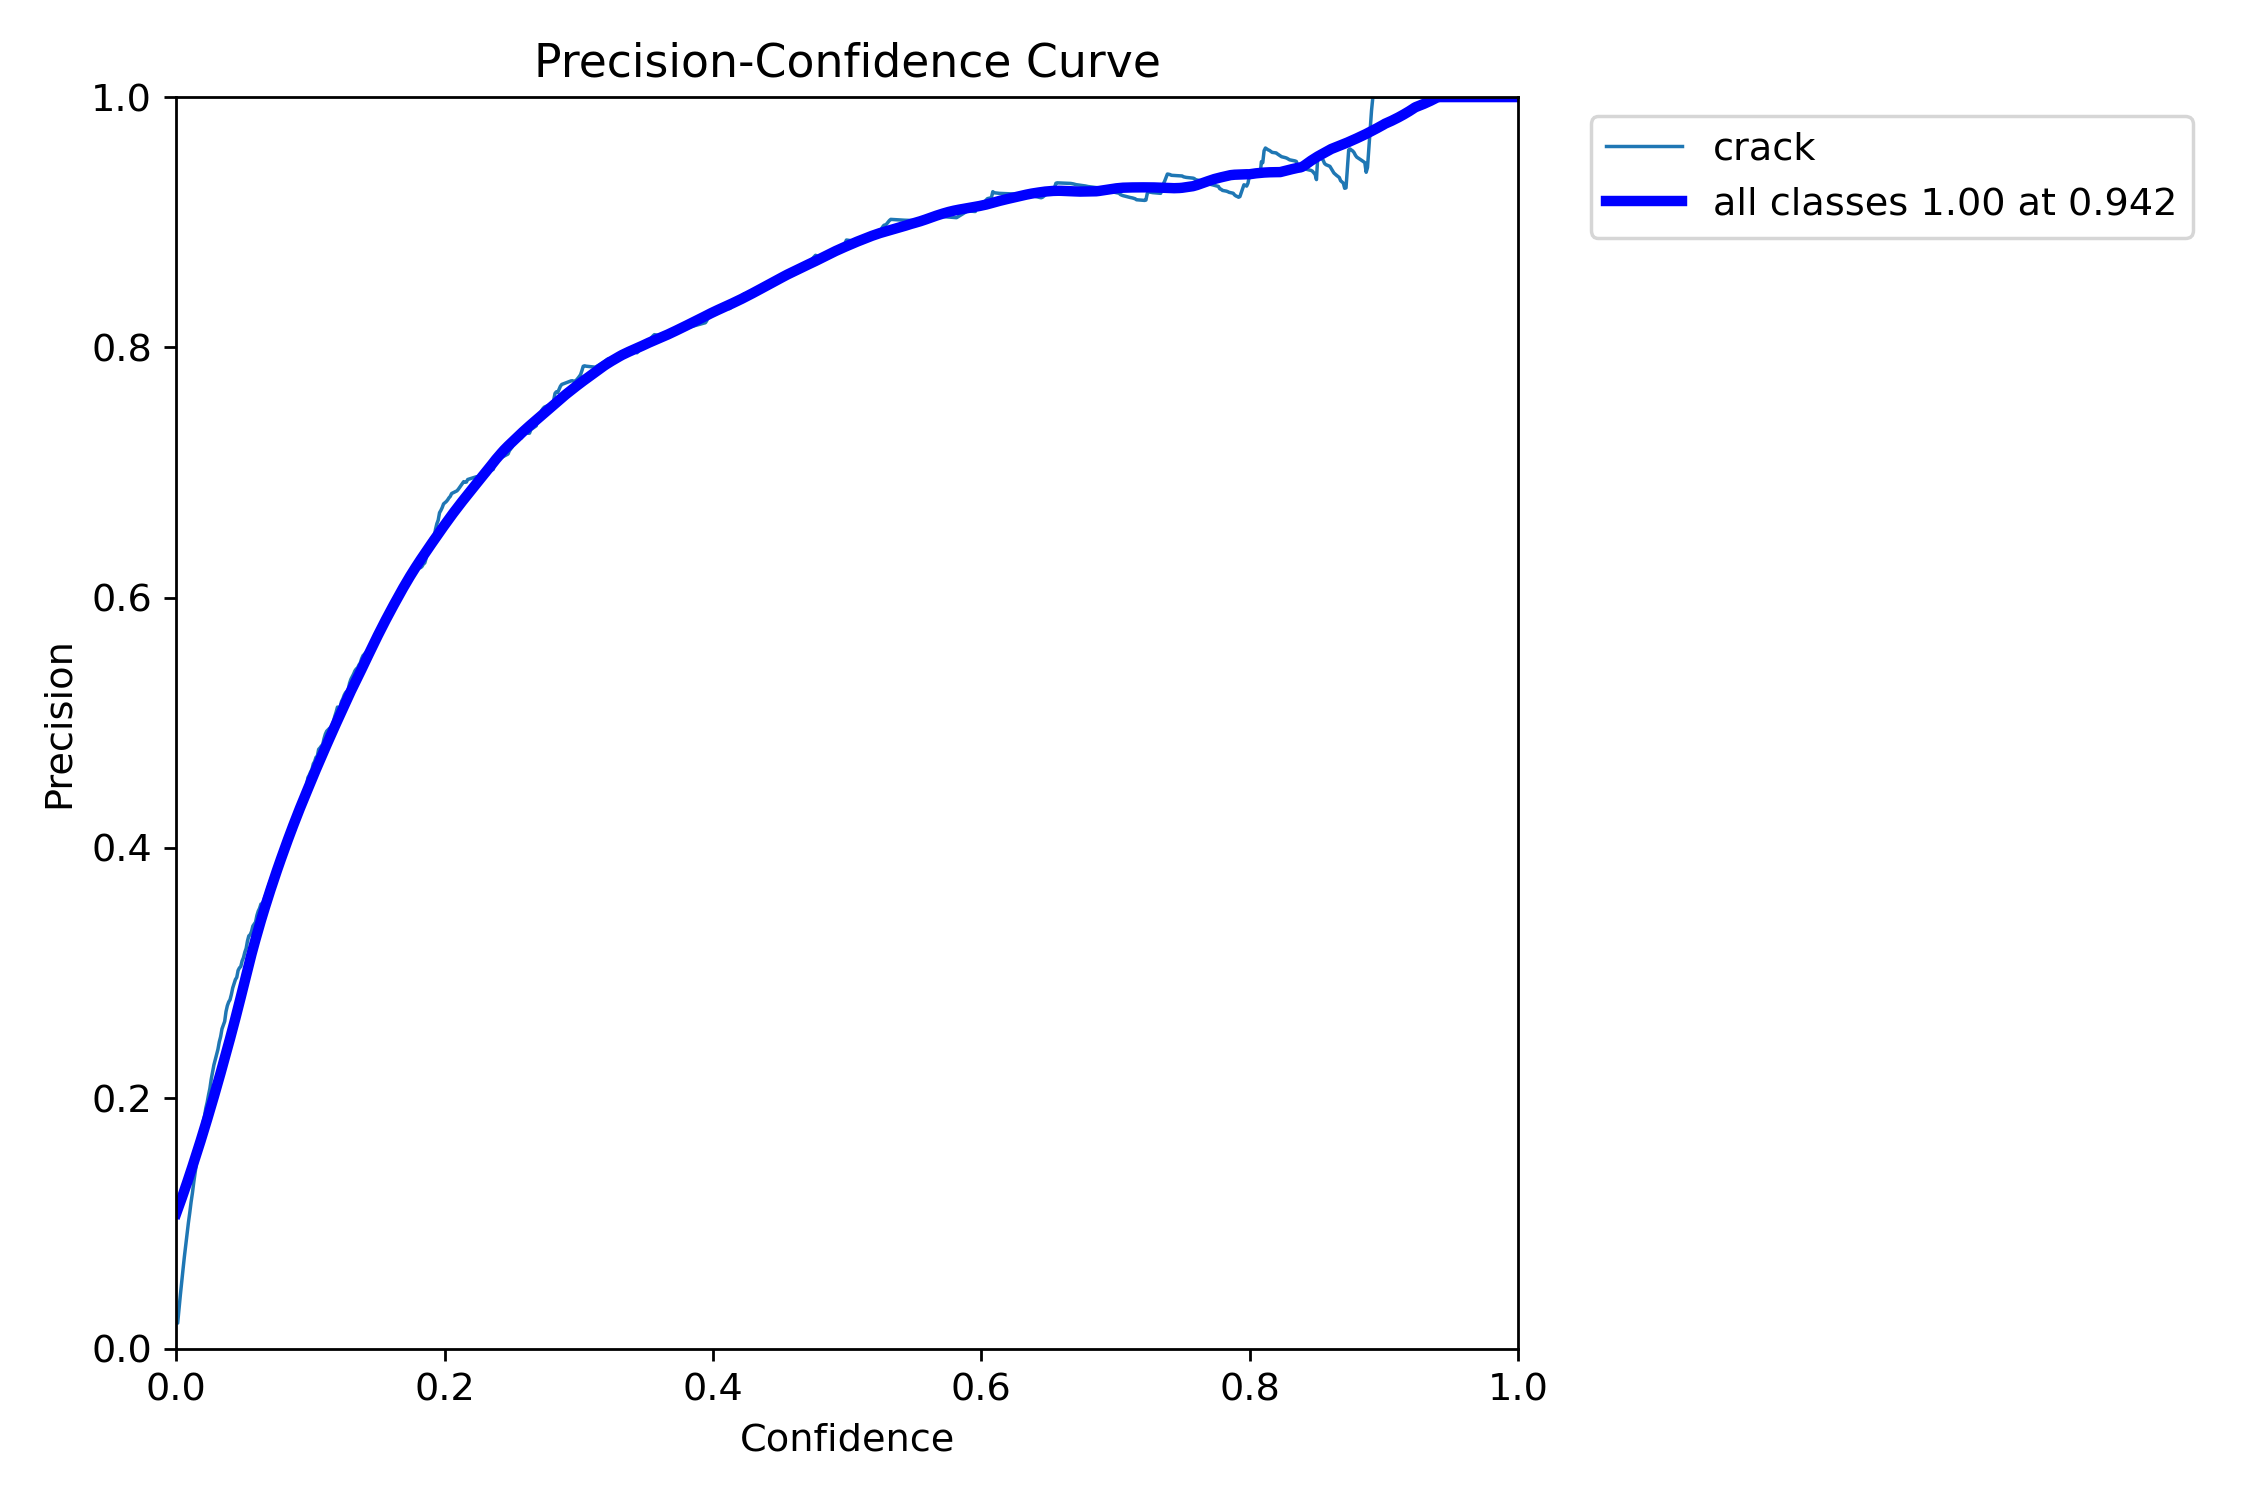 Precision-Confidence Curve
1.0
0.8
0.6
0.4
0.2
0.0
Precision
0.0 0.2 0.4 0.6 0.8 1.0
Confidence
crack
all classes 1.00 at 0.942